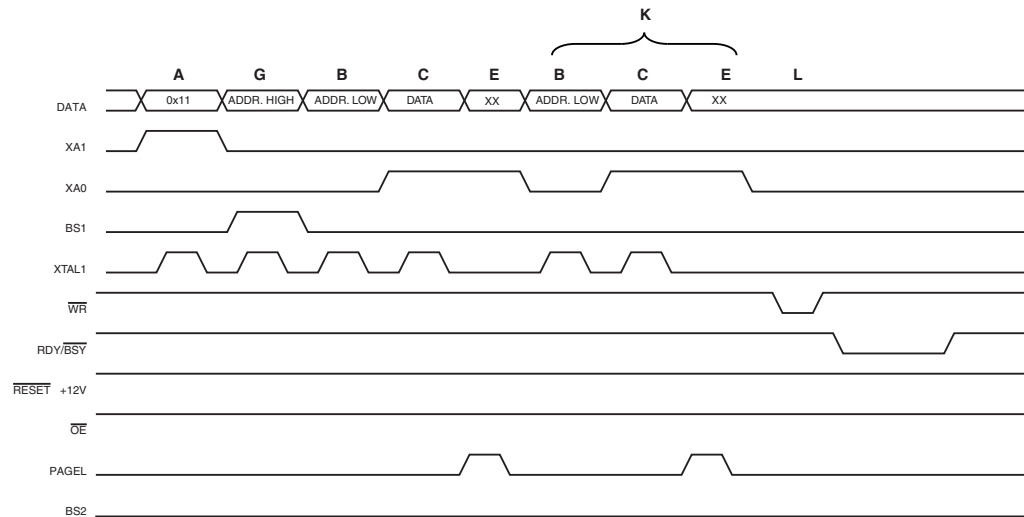 K
A G B C E B C E L
DATA 0x11 ADDR. HIGH ADDR. LOW DATA XX ADDR. LOW DATA XX
XA1
XA0
BS1
XTAL1
WR
RDY/BSY
RESET +12V
OE
PAGEL
BS2